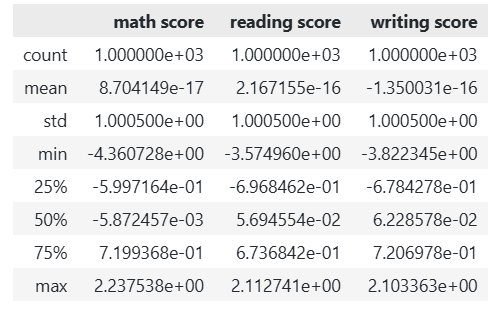 math score reading score writing score
count 1.000000e+03 1.000000e+03 1.000000e+03
mean 8.704149e-17 2.167155e-16 -1.350031e-16
std 1.000500e+00 1.000500e+00 1.000500e+00
min -4.360728e+00 -3.574960e+00 -3.822345e+00
25% -5.997164e-01 -6.968462e-01 -6.784278e-01
50% -5.872457e-03 5.694554e-02 6.228578e-02
75% 7.199368e-01 6.736842e-01 7.206978e-01
max 2.237538e+00 2.112741e+00 2.103363e+00